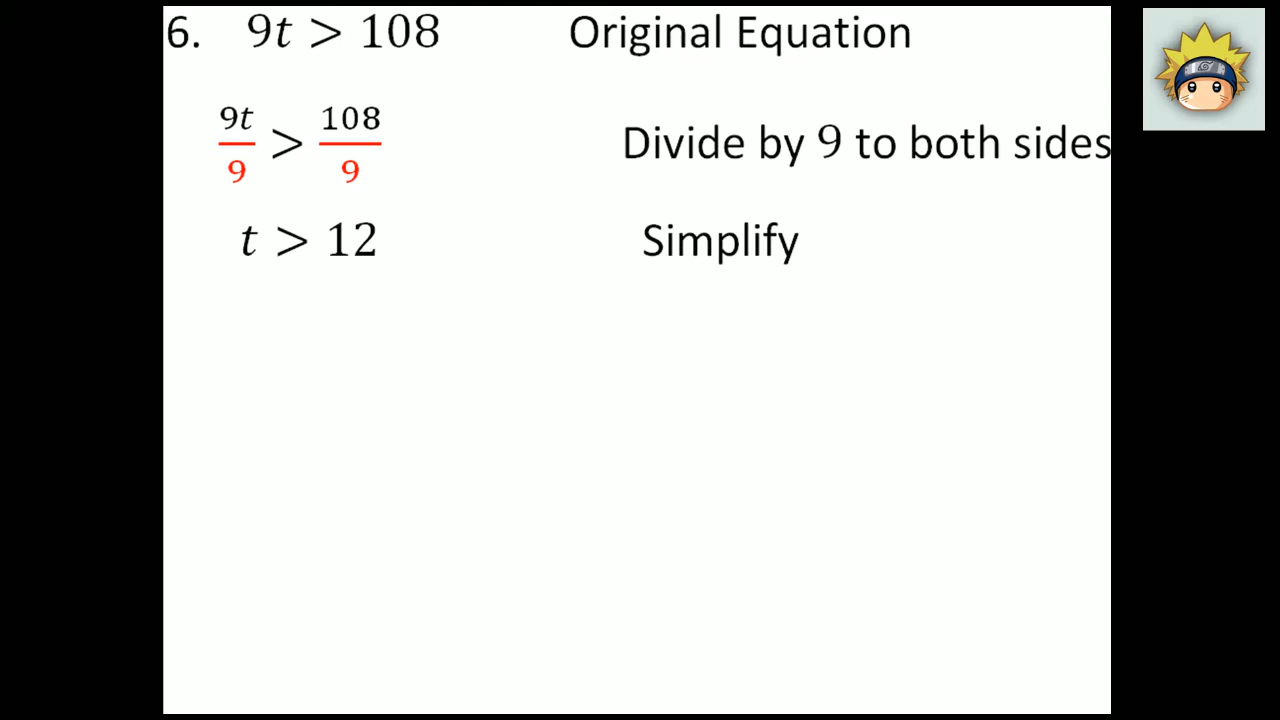 6. 9t > 108 Original Equation
9t/9 > 108/9 Divide by 9 to both sides
t > 12 Simplify